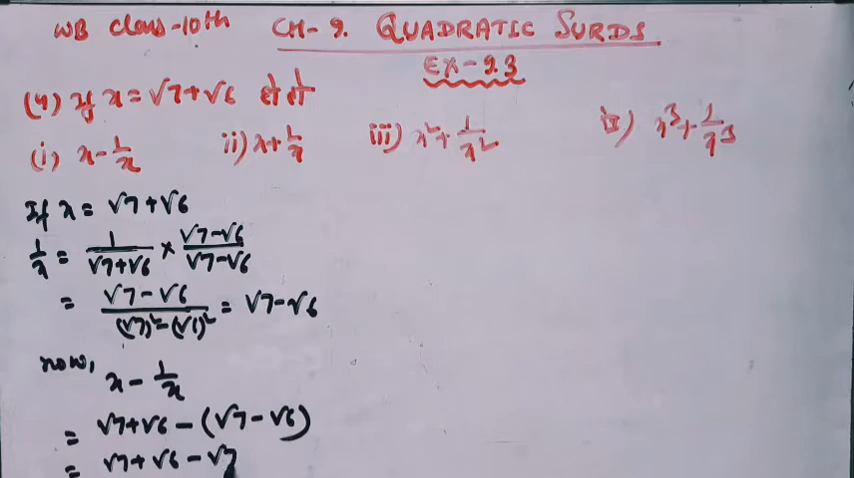 WB Class-10th CH-9. QUADRATIC SURDS
EX-9.3
(4) If x = √7+√6
(i) x - 1/x ii) x + 1/x iii) x² + 1/x² iv) x³ + 1/x³
If x = √7+√6
1/x = 1/(√7+√6) × (√7-√6)/(√7-√6)
= (√7-√6)/((√7)²-(√6)²) = √7-√6
now,
x - 1/x
= √7+√6 - (√7-√6)
= √7+√6-√7